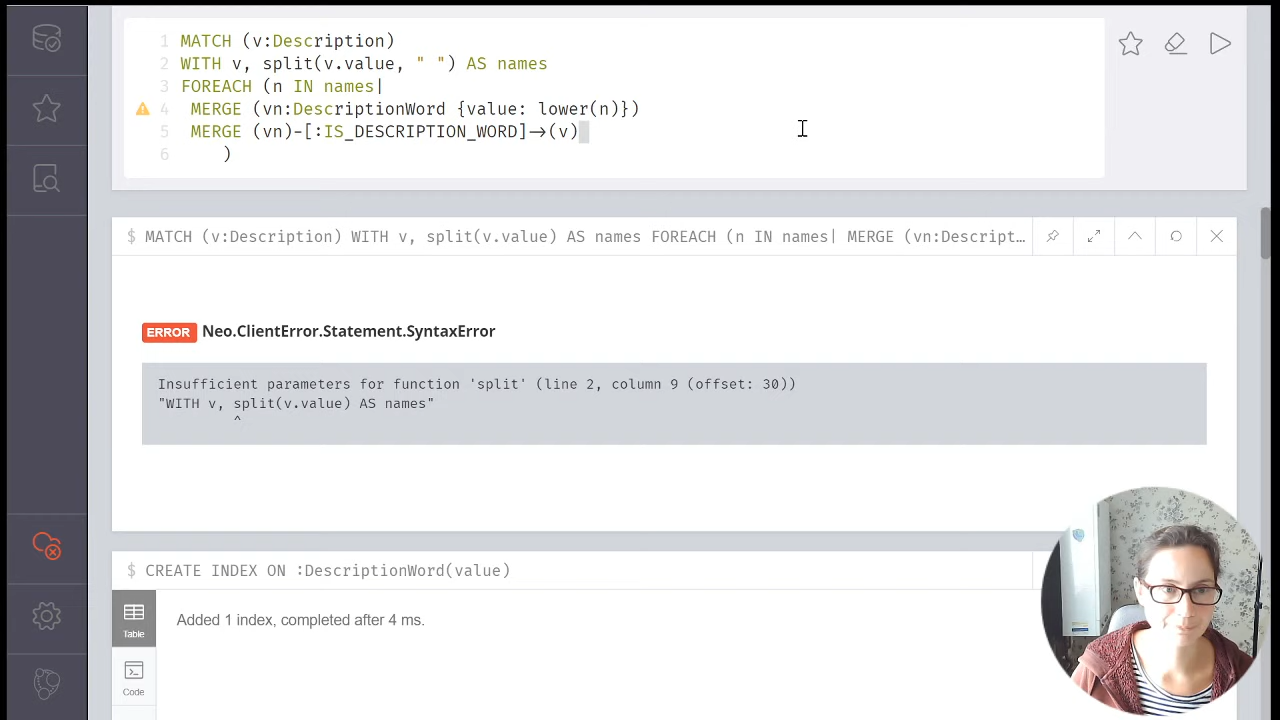 1 MATCH (v:Description)
2 WITH v, split(v.value, " ") AS names
3 FOREACH (n IN names|
4 MERGE (vn:DescriptionWord {value: lower(n)})
5 MERGE (vn)-[:IS_DESCRIPTION_WORD]->(v)
6 )
$ MATCH (v:Description) WITH v, split(v.value) AS names FOREACH (n IN names| MERGE (vn:Descript…
ERROR Neo.ClientError.Statement.SyntaxError
Insufficient parameters for function 'split' (line 2, column 9 (offset: 30))
"WITH v, split(v.value) AS names"
^
$ CREATE INDEX ON :DescriptionWord(value)
Table
Added 1 index, completed after 4 ms.
Code